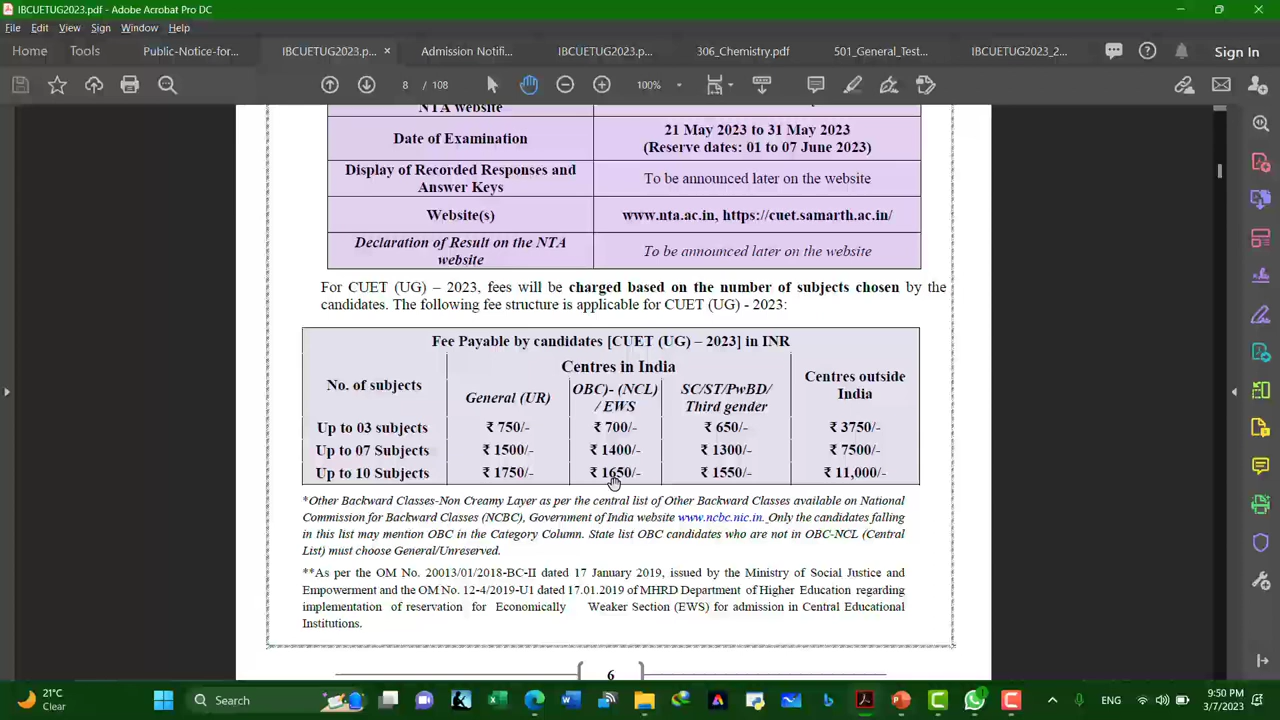 IBCUETUG2023.pdf - Adobe Acrobat Pro DC
File Edit View Sign Window Help
Home Tools Public-Notice-for-... IBCUETUG2023.p... × Admission Notifi... IBCUETUG2023.p... 306_Chemistry.pdf 501_General_Test... IBCUETUG2023_2... Sign In
8 / 108 100%
NTA website
Date of Examination 21 May 2023 to 31 May 2023
(Reserve dates: 01 to 07 June 2023)
Display of Recorded Responses and
Answer Keys To be announced later on the website
Website(s) www.nta.ac.in, https://cuet.samarth.ac.in/
Declaration of Result on the NTA
website To be announced later on the website
For CUET (UG) – 2023, fees will be charged based on the number of subjects chosen by the
candidates. The following fee structure is applicable for CUET (UG) - 2023:
Fee Payable by candidates [CUET (UG) – 2023] in INR
No. of subjects Centres in India Centres outside
India
General (UR) OBC)- (NCL)
/ EWS SC/ST/PwBD/
Third gender
Up to 03 subjects ₹ 750/- ₹ 700/- ₹ 650/- ₹ 3750/-
Up to 07 Subjects ₹ 1500/- ₹ 1400/- ₹ 1300/- ₹ 7500/-
Up to 10 Subjects ₹ 1750/- ₹ 1650/- ₹ 1550/- ₹ 11,000/-
*Other Backward Classes-Non Creamy Layer as per the central list of Other Backward Classes available on National
Commission for Backward Classes (NCBC), Government of India website www.ncbc.nic.in. Only the candidates falling
in this list may mention OBC in the Category Column. State list OBC candidates who are not in OBC-NCL (Central
List) must choose General/Unreserved.
**As per the OM No. 20013/01/2018-BC-II dated 17 January 2019, issued by the Ministry of Social Justice and
Empowerment and the OM No. 12-4/2019-U1 dated 17.01.2019 of MHRD Department of Higher Education regarding
implementation of reservation for Economically Weaker Section (EWS) for admission in Central Educational
Institutions.
6
21°C
Clear
Search
ENG
9:50 PM
3/7/2023